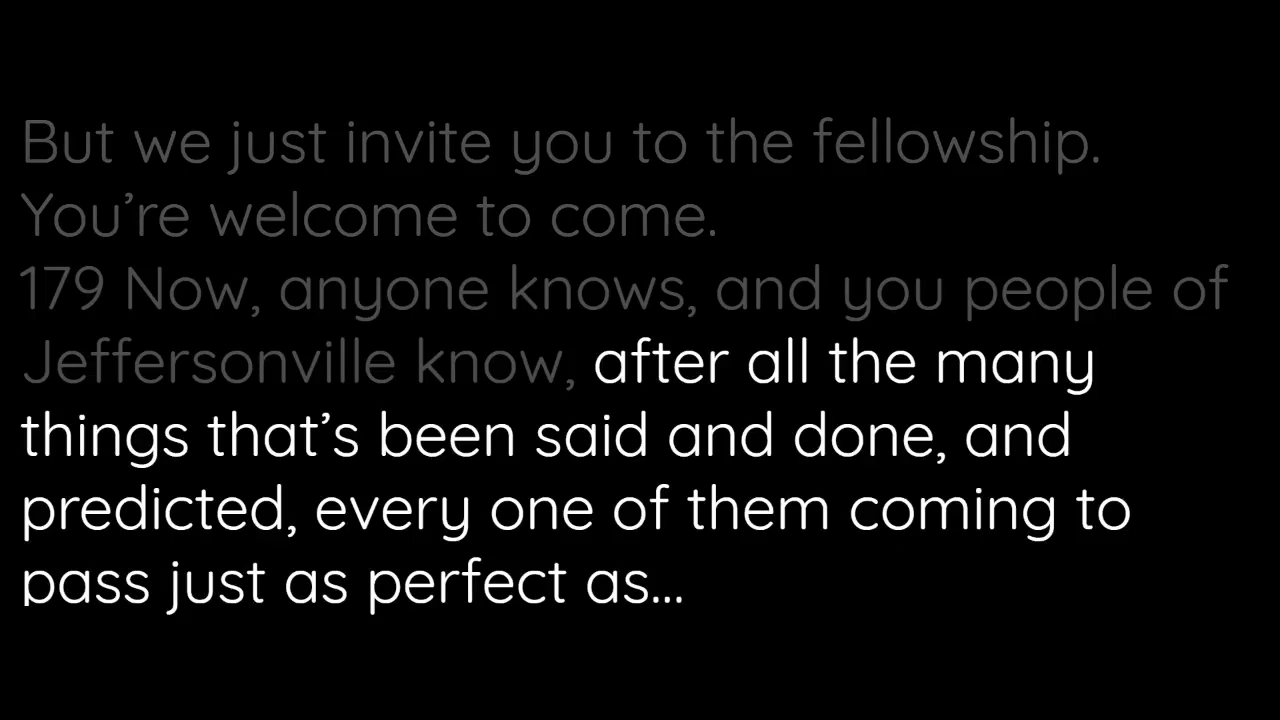 But we just invite you to the fellowship.
You’re welcome to come.
179 Now, anyone knows, and you people of
Jeffersonville know, after all the many
things that’s been said and done, and
predicted, every one of them coming to
pass just as perfect as...